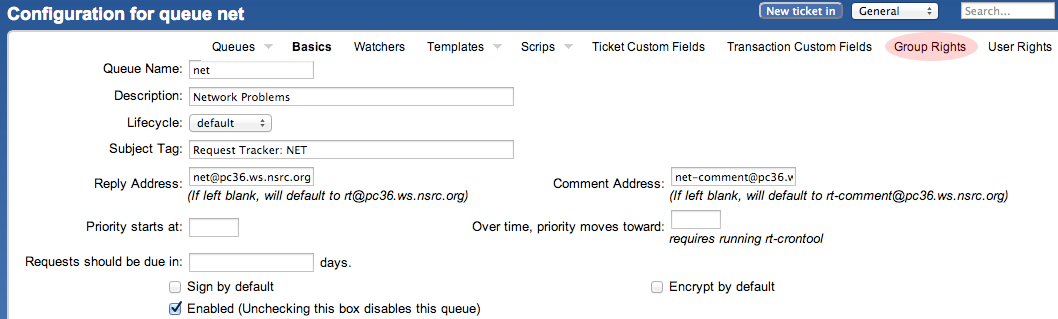 Configuration for queue net
New ticket in General Search...
Queues Basics Watchers Templates Scrips Ticket Custom Fields Transaction Custom Fields Group Rights User Rights
Queue Name: net
Description: Network Problems
Lifecycle: default
Subject Tag: Request Tracker: NET
Reply Address: net@pc36.ws.nsrc.org Comment Address: net-comment@pc36.w
(If left blank, will default to rt@pc36.ws.nsrc.org) (If left blank, will default to rt-comment@pc36.ws.nsrc.org)
Priority starts at: Over time, priority moves toward:
requires running rt-crontool
Requests should be due in: days.
Sign by default Encrypt by default
Enabled (Unchecking this box disables this queue)